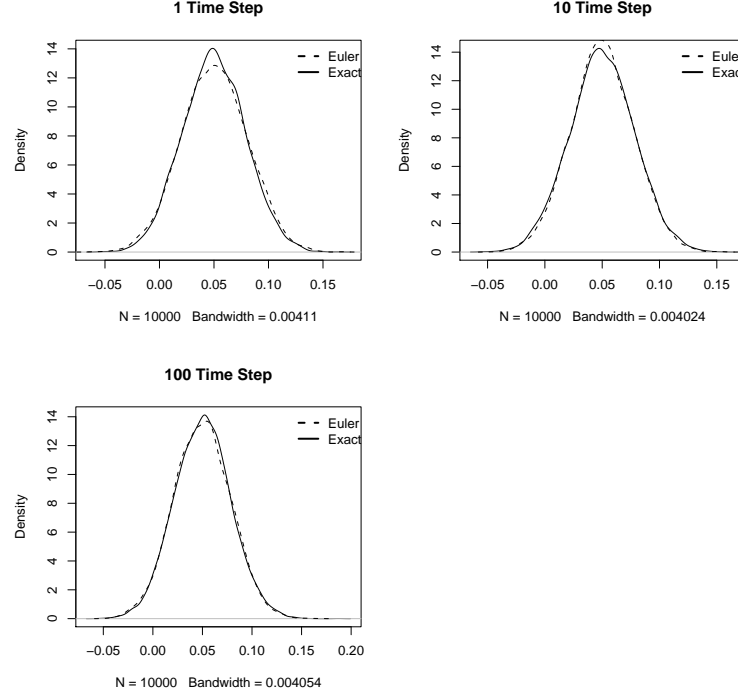 1 Time Step
Density
0 2 4 6 8 10 12 14
−0.05 0.00 0.05 0.10 0.15
Euler
Exact
N = 10000 Bandwidth = 0.00411
10 Time Step
Density
0 2 4 6 8 10 12 14
−0.05 0.00 0.05 0.10 0.15
Euler
Exact
N = 10000 Bandwidth = 0.004024
100 Time Step
Density
0 2 4 6 8 10 12 14
−0.05 0.00 0.05 0.10 0.15 0.20
Euler
Exact
N = 10000 Bandwidth = 0.004054